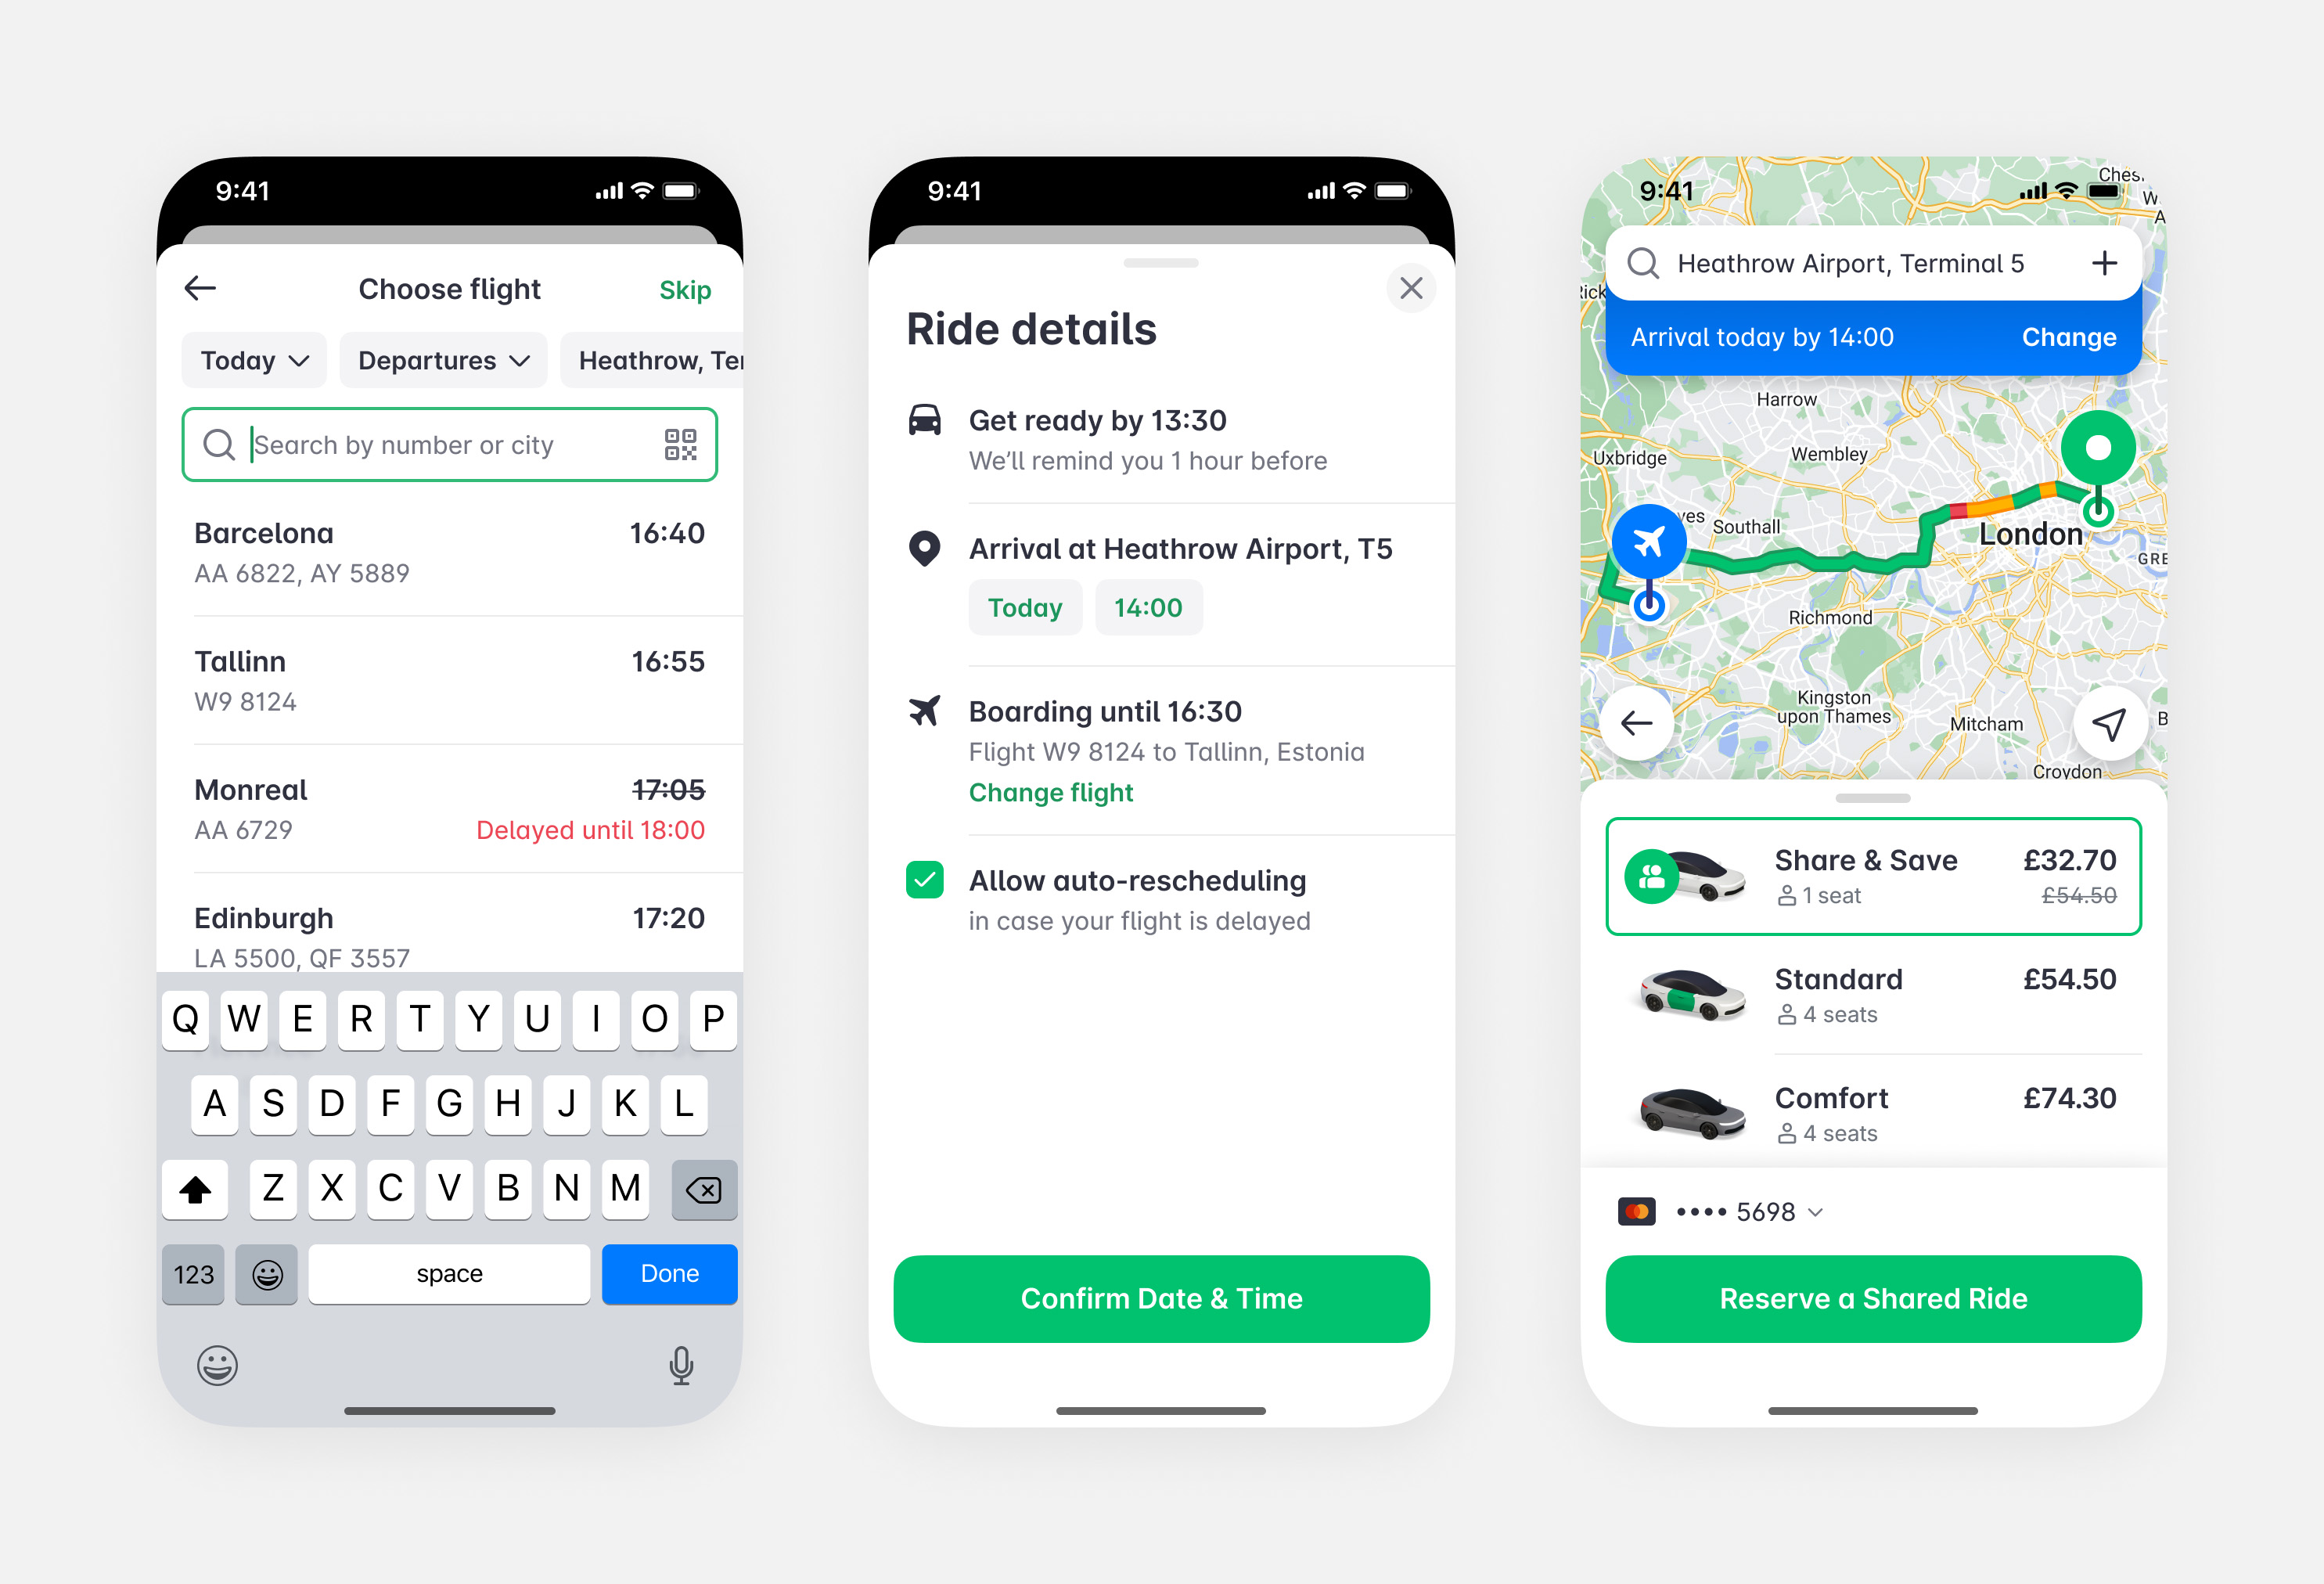 9:41
Choose flight
Skip
Today
Departures
Heathrow, Ter
Search by number or city
Barcelona
16:40
AA 6822, AY 5889
Tallinn
16:55
W9 8124
Monreal
17:05
AA 6729
Delayed until 18:00
Edinburgh
17:20
LA 5500, QF 3557
Q W E R T Y U I O P
A S D F G H J K L
Z X C V B N M
123
space
Done
9:41
Ride details
Get ready by 13:30
We'll remind you 1 hour before
Arrival at Heathrow Airport, T5
Today
14:00
Boarding until 16:30
Flight W9 8124 to Tallinn, Estonia
Change flight
Allow auto-rescheduling
in case your flight is delayed
Confirm Date & Time
9:41
Ches
W
A
Heathrow Airport, Terminal 5
Rick
Arrival today by 14:00
Change
Harrow
Wembley
Uxbridge
yes
Southall
London
GRE
Richmond
Kingston
upon Thames
Mitcham
B
Croydon
Share & Save
£32.70
1 seat
£54.50
Standard
£54.50
4 seats
Comfort
£74.30
4 seats
•••• 5698
Reserve a Shared Ride